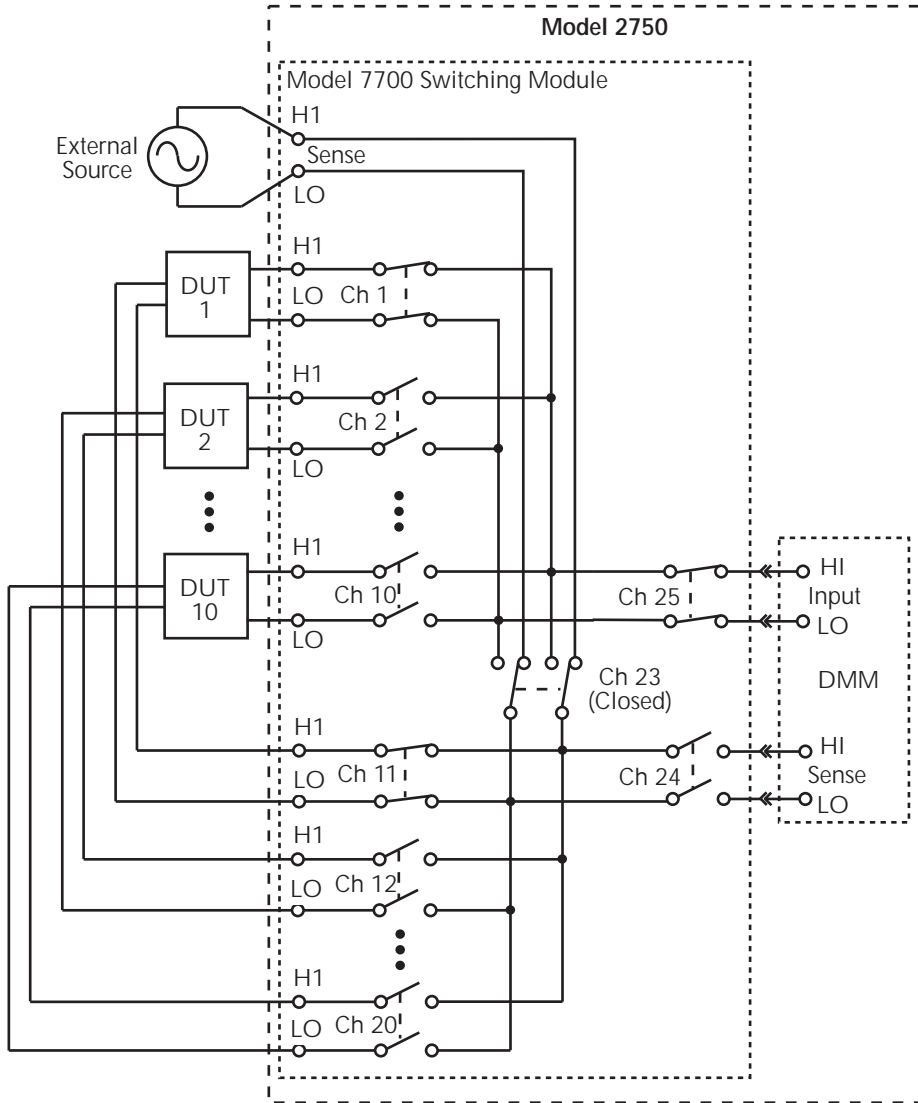 Model 2750
Model 7700 Switching Module
H1
External
Source
Sense
LO
H1
DUT
1
LO
Ch 1
H1
DUT
2
Ch 2
LO
H1
DUT
10
Ch 10
LO
Ch 25
HI
Input
LO
Ch 23
(Closed)
DMM
H1
LO
Ch 11
Ch 24
HI
Sense
LO
H1
LO
Ch 12
H1
LO
Ch 20